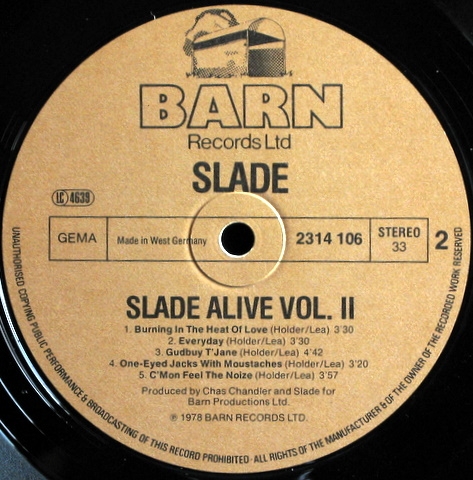 BARN
Records Ltd
SLADE
LC 4639
GEMA
Made in West Germany
2314 106
STEREO
33
2
SLADE ALIVE VOL. II
1. Burning In The Heat Of Love (Holder/Lea) 3'30
2. Everyday (Holder/Lea) 3'30
3. Gudbuy T'Jane (Holder/Lea) 4'42
4. One-Eyed Jacks With Moustaches (Holder/Lea) 3'20
5. C'Mon Feel The Noize (Holder/Lea) 3'57
Produced by Chas Chandler and Slade for
Barn Productions Ltd.
℗ 1978 BARN RECORDS LTD.
UNAUTHORISED COPYING PUBLIC PERFORMANCE & BROADCASTING OF THIS RECORD PROHIBITED · ALL RIGHTS OF THE MANUFACTURER & OF THE OWNER OF THE RECORDED WORK RESERVED